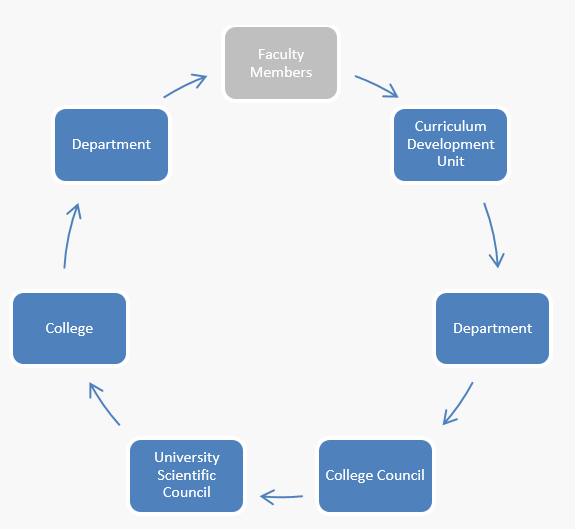 Faculty
Members
Curriculum
Development
Unit
Department
College Council
University
Scientific
Council
College
Department